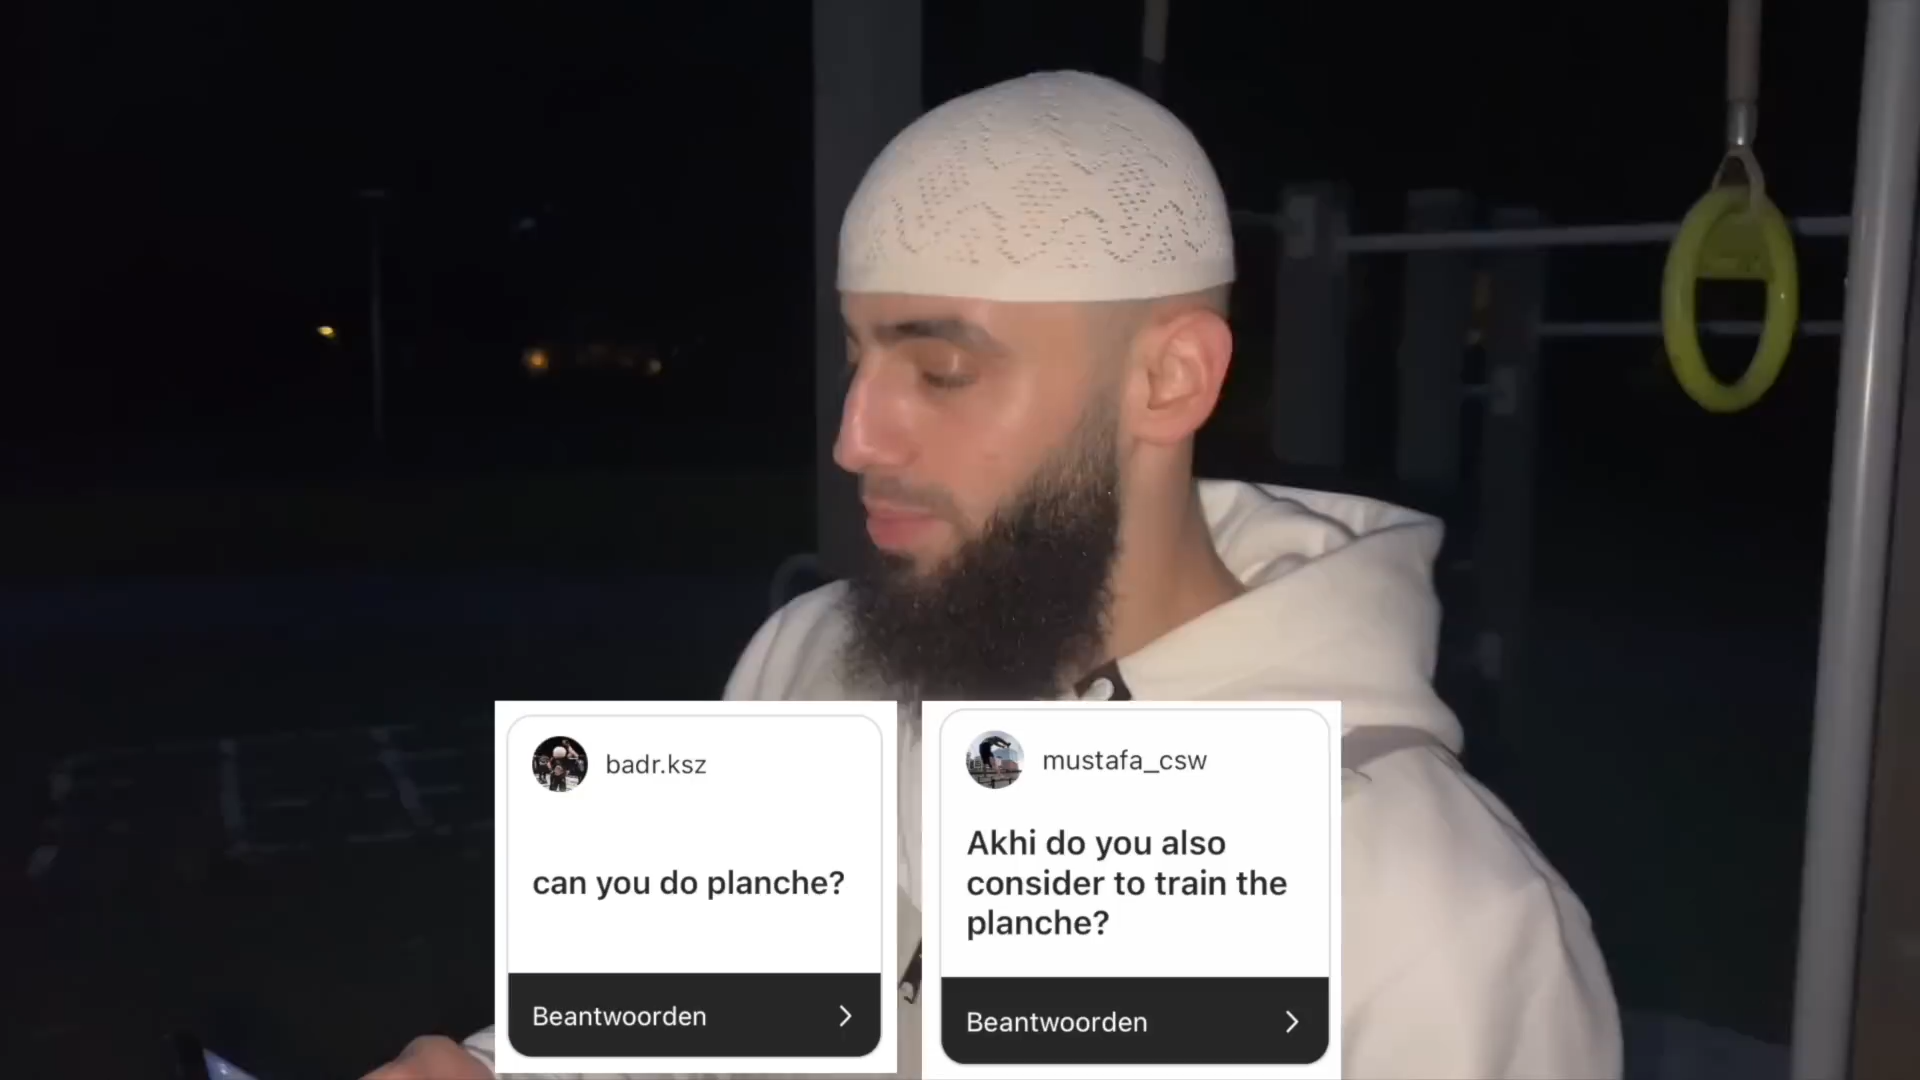 badr.ksz
can you do planche?
Beantwoorden
mustafa_csw
Akhi do you also
consider to train the
planche?
Beantwoorden